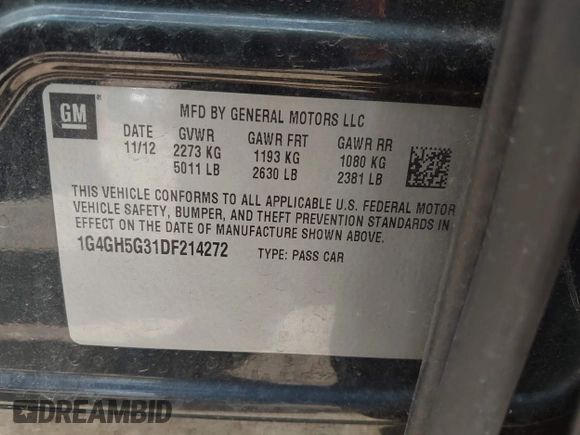 GM
MFD BY GENERAL MOTORS LLC
DATE GVWR GAWR FRT GAWR RR
11/12 2273 KG 1193 KG 1080 KG
5011 LB 2630 LB 2381 LB
THIS VEHICLE CONFORMS TO ALL APPLICABLE U.S. FEDERAL MOTOR
VEHICLE SAFETY, BUMPER, AND THEFT PREVENTION STANDARDS IN
EFFECT ON THE DATE OF MANUFACTURE SHOWN ABOVE.
1G4GH5G31DF214272 TYPE: PASS CAR
DREAMBID